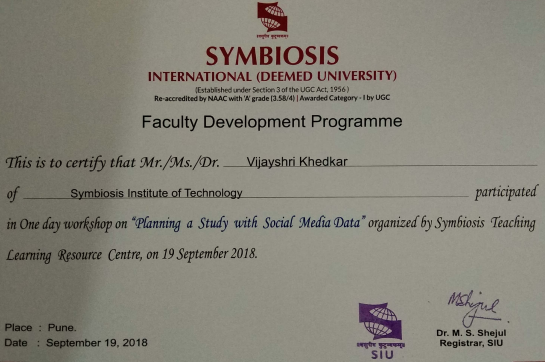 SYMBIOSIS
INTERNATIONAL (DEEMED UNIVERSITY)
(Established under Section 3 of the UGC Act, 1956 )
Re-accredited by NAAC with 'A' grade (3.58/4) | Awarded Category - I by UGC
Faculty Development Programme
This is to certify that Mr./Ms./Dr. Vijayshri Khedkar
of Symbiosis Institute of Technology participated
in One day workshop on "Planning a Study with Social Media Data" organized by Symbiosis Teaching
Learning Resource Centre, on 19 September 2018.
MShejul
Place : Pune.
Date : September 19, 2018
SIU
Dr. M. S. Shejul
Registrar, SIU